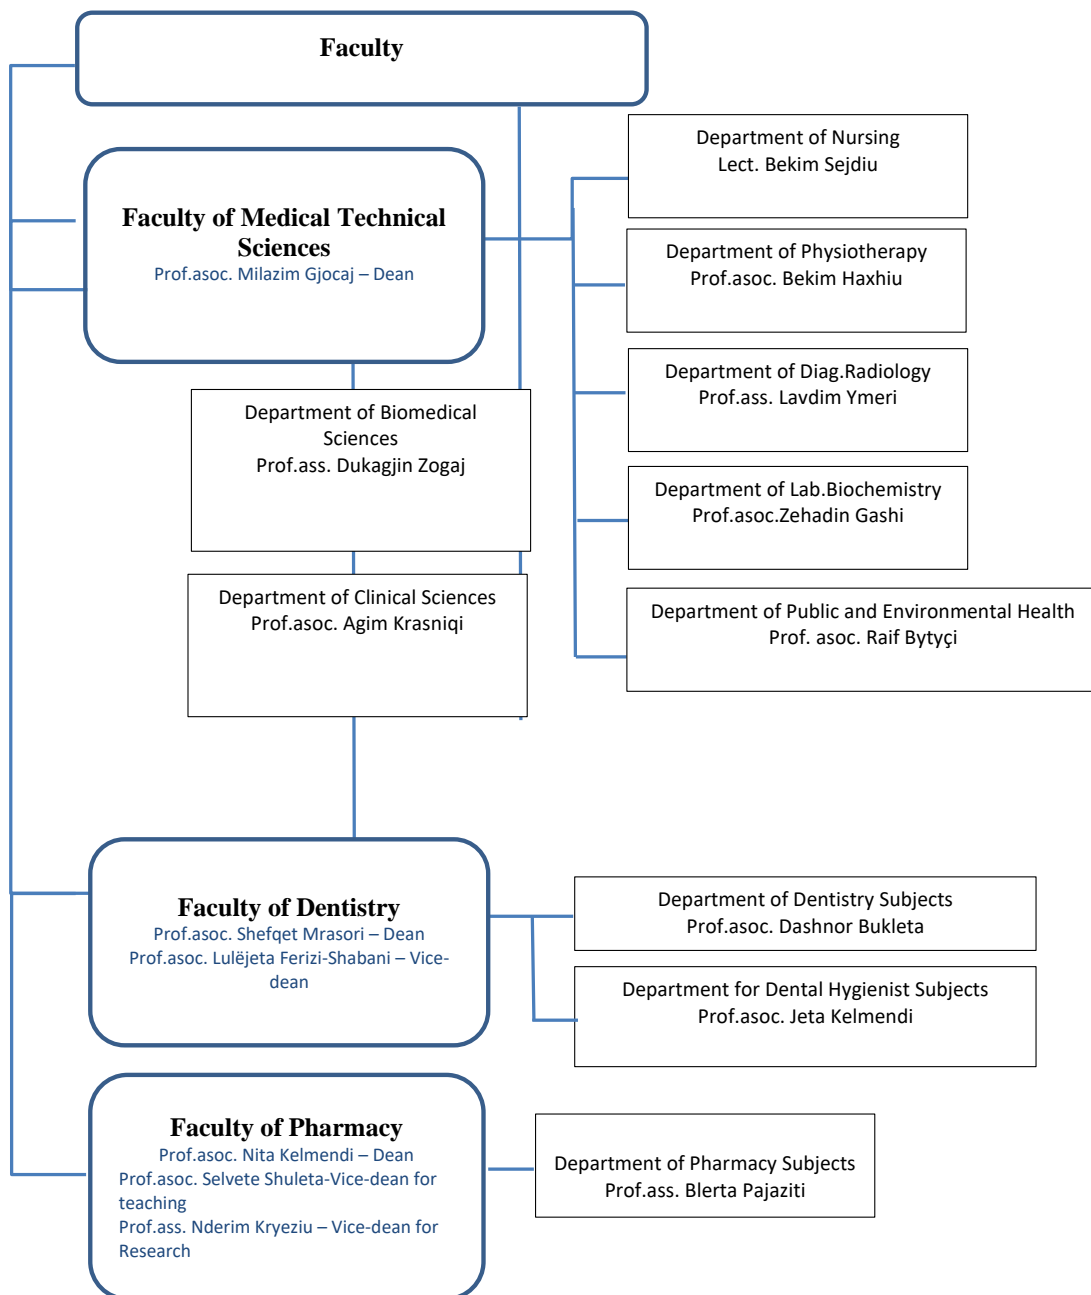 Faculty
Faculty of Medical Technical
Sciences
Prof.asoc. Milazim Gjocaj – Dean
Department of Nursing
Lect. Bekim Sejdiu
Department of Physiotherapy
Prof.asoc. Bekim Haxhiu
Department of Diag.Radiology
Prof.ass. Lavdim Ymeri
Department of Lab.Biochemistry
Prof.asoc.Zehadin Gashi
Department of Public and Environmental Health
Prof. asoc. Raif Bytyçi
Department of Biomedical
Sciences
Prof.ass. Dukagjin Zogaj
Department of Clinical Sciences
Prof.asoc. Agim Krasniqi
Faculty of Dentistry
Prof.asoc. Shefqet Mrasori – Dean
Prof.asoc. Lulëjeta Ferizi-Shabani – Vice-
dean
Department of Dentistry Subjects
Prof.asoc. Dashnor Bukleta
Department for Dental Hygienist Subjects
Prof.asoc. Jeta Kelmendi
Faculty of Pharmacy
Prof.asoc. Nita Kelmendi – Dean
Prof.asoc. Selvete Shuleta-Vice-dean for
teaching
Prof.ass. Nderim Kryeziu – Vice-dean for
Research
Department of Pharmacy Subjects
Prof.ass. Blerta Pajaziti